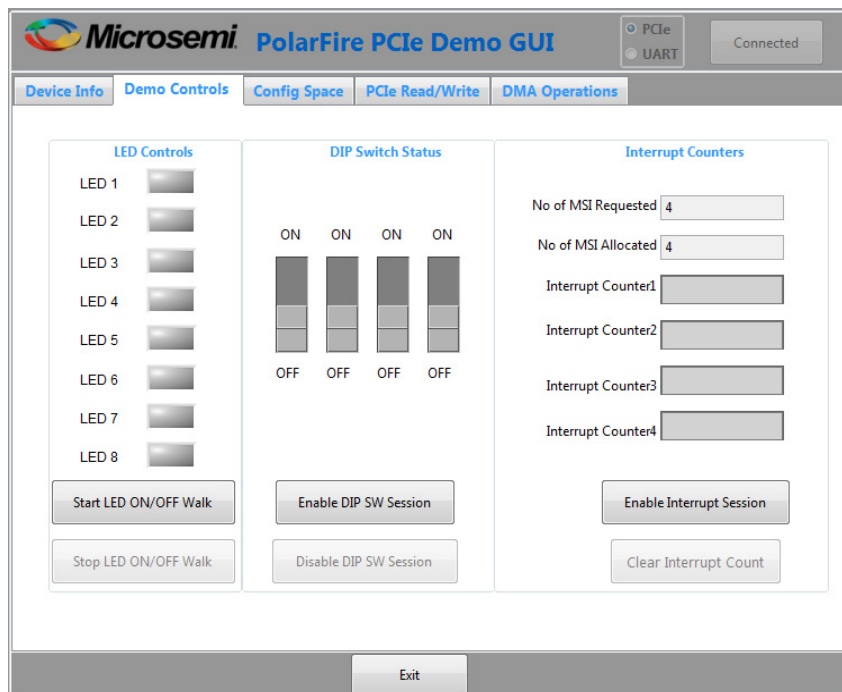 Microsemi. PolarFire PCIe Demo GUI
PCIe
UART
Connected
Device Info Demo Controls Config Space PCIe Read/Write DMA Operations
LED Controls
LED 1
LED 2
LED 3
LED 4
LED 5
LED 6
LED 7
LED 8
Start LED ON/OFF Walk
Stop LED ON/OFF Walk
DIP Switch Status
ON ON ON ON
OFF OFF OFF OFF
Enable DIP SW Session
Disable DIP SW Session
Interrupt Counters
No of MSI Requested 4
No of MSI Allocated 4
Interrupt Counter1
Interrupt Counter2
Interrupt Counter3
Interrupt Counter4
Enable Interrupt Session
Clear Interrupt Count
Exit